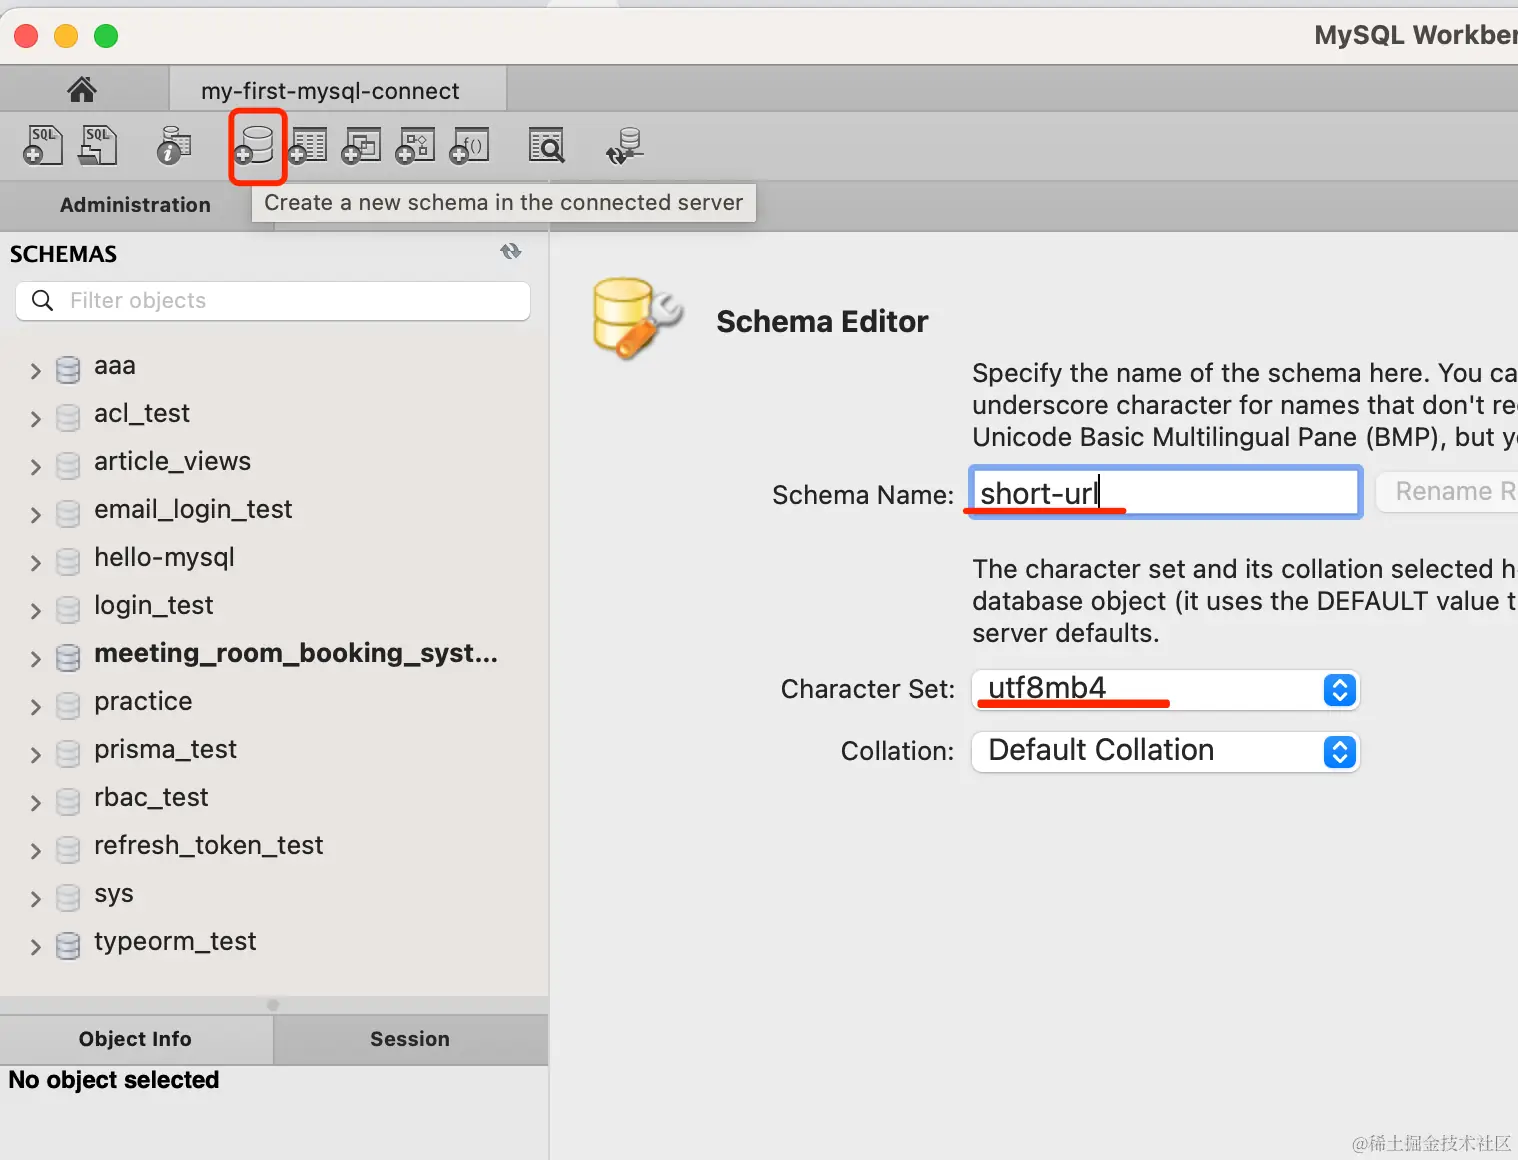 MySQL Workben
my-first-mysql-connect
SQL
SQL
f()
Create a new schema in the connected server
Administration
SCHEMAS
Filter objects
aaa
acl_test
article_views
email_login_test
hello-mysql
login_test
meeting_room_booking_syst...
practice
prisma_test
rbac_test
refresh_token_test
sys
typeorm_test
Object Info
Session
No object selected
Schema Editor
Specify the name of the schema here. You ca
underscore character for names that don't re
Unicode Basic Multilingual Pane (BMP), but y
Schema Name:
short-url
Rename R
The character set and its collation selected h
database object (it uses the DEFAULT value t
server defaults.
Character Set:
utf8mb4
Collation:
Default Collation
@稀土掘金技术社区